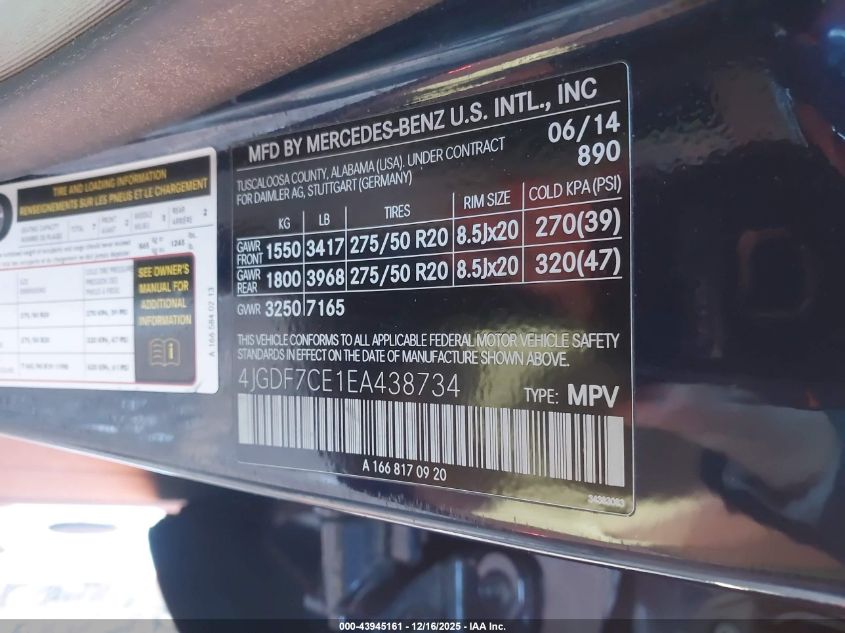 TIRE AND LOADING INFORMATION
RENSEIGNEMENTS SUR LES PNEUS ET LE CHARGEMENT
SEE OWNER'S
MANUAL FOR
ADDITIONAL
INFORMATION
A 166 584 02 13
MFD BY MERCEDES-BENZ U.S. INTL., INC
TUSCALOOSA COUNTY, ALABAMA (USA). UNDER CONTRACT
FOR DAIMLER AG, STUTTGART (GERMANY)
06/14
890
KG LB TIRES RIM SIZE COLD KPA (PSI)
GAWR FRONT 1550 3417 275/50 R20 8.5Jx20 270(39)
GAWR REAR 1800 3968 275/50 R20 8.5Jx20 320(47)
GVWR 3250 7165
THIS VEHICLE CONFORMS TO ALL APPLICABLE FEDERAL MOTOR VEHICLE SAFETY
STANDARDS IN EFFECT ON THE DATE OF MANUFACTURE SHOWN ABOVE.
4JGDF7CE1EA438734 TYPE: MPV
A 166 817 09 20
34383083
000-43945161 - 12/16/2025 - IAA Inc.